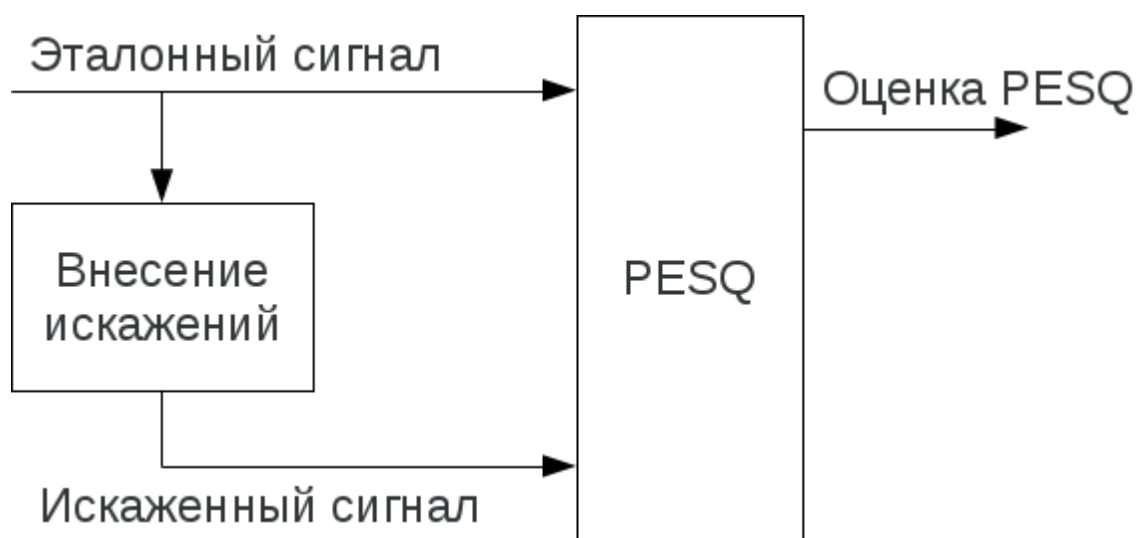 Эталонный сигнал
Оценка PESQ
Внесение
искажений
PESQ
Искаженный сигнал